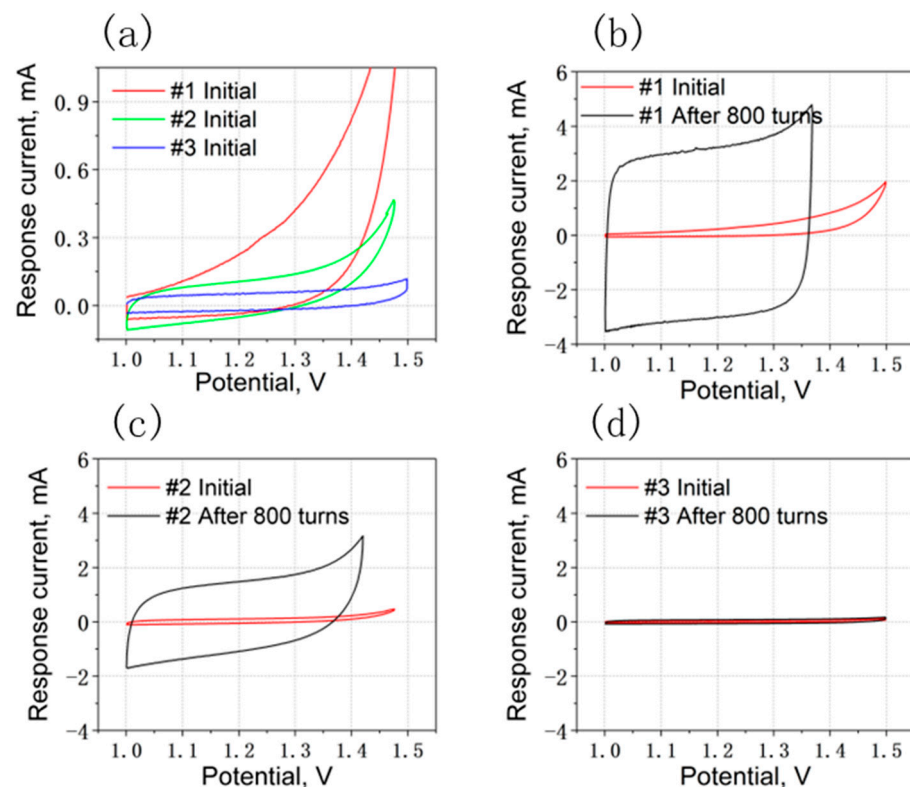 (a)
Response current, mA
0.9
0.6
0.3
0.0
#1 Initial
#2 Initial
#3 Initial
1.0 1.1 1.2 1.3 1.4 1.5
Potential, V
(b)
Response current, mA
6
4
2
0
-2
-4
#1 Initial
#1 After 800 turns
1.0 1.1 1.2 1.3 1.4 1.5
Potential, V
(c)
Response current, mA
6
4
2
0
-2
-4
#2 Initial
#2 After 800 turns
1.0 1.1 1.2 1.3 1.4 1.5
Potential, V
(d)
Response current, mA
6
4
2
0
-2
-4
#3 Initial
#3 After 800 turns
1.0 1.1 1.2 1.3 1.4 1.5
Potential, V